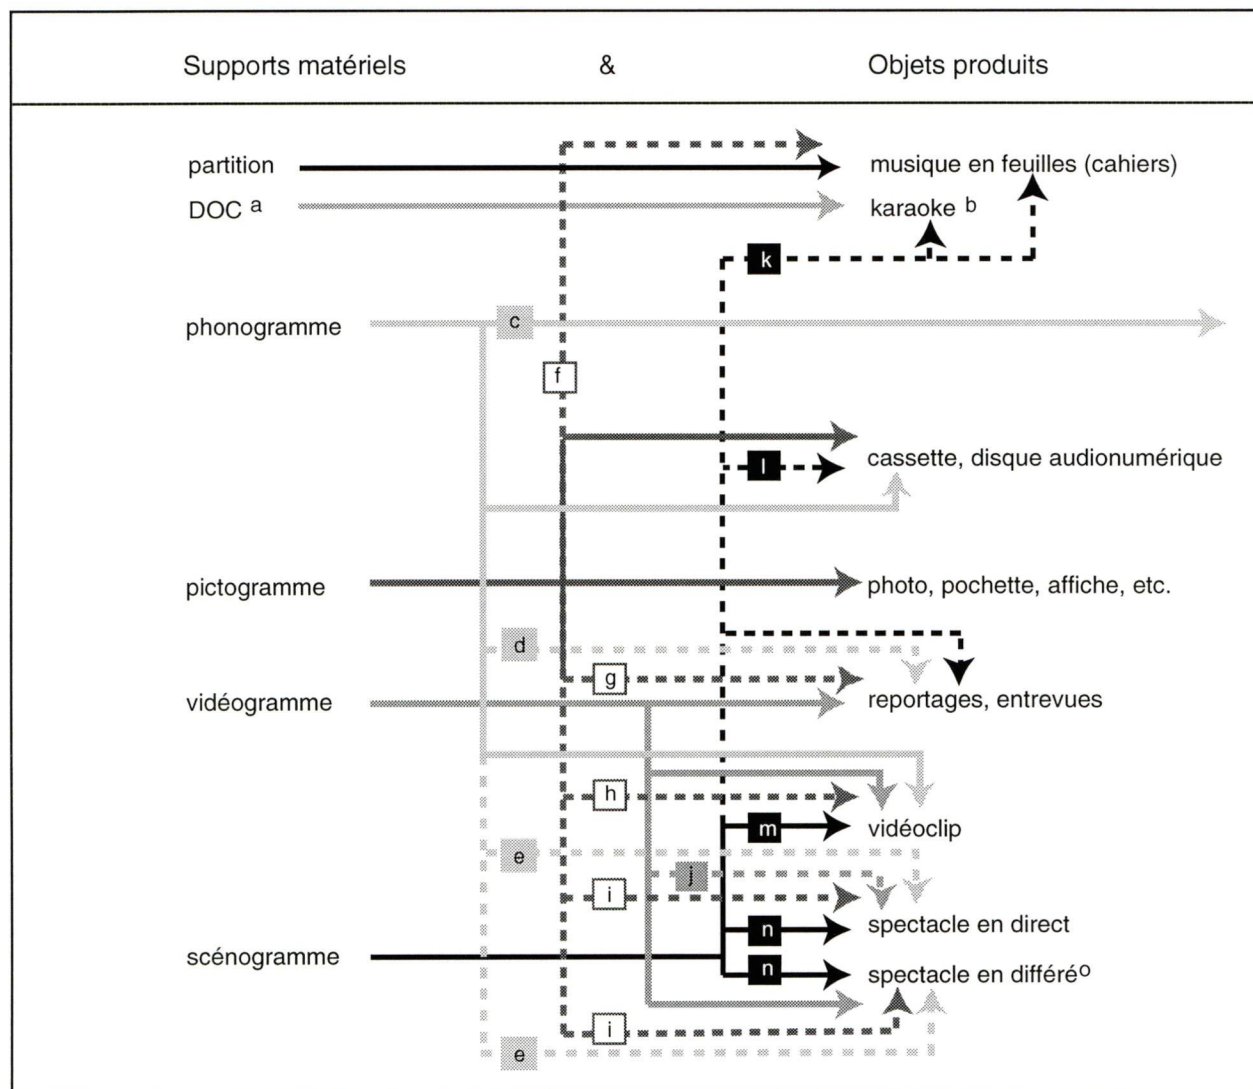 Supports matériels & Objets produits
partition musique en feuilles (cahiers)
DOC a karaoke b
k
phonogramme c
f
cassette, disque audionumérique
l
pictogramme photo, pochette, affiche, etc.
d
g
vidéogramme reportages, entrevues
h
m vidéoclip
e
j
i
n spectacle en direct
scénogramme
n spectacle en différé o
i
e